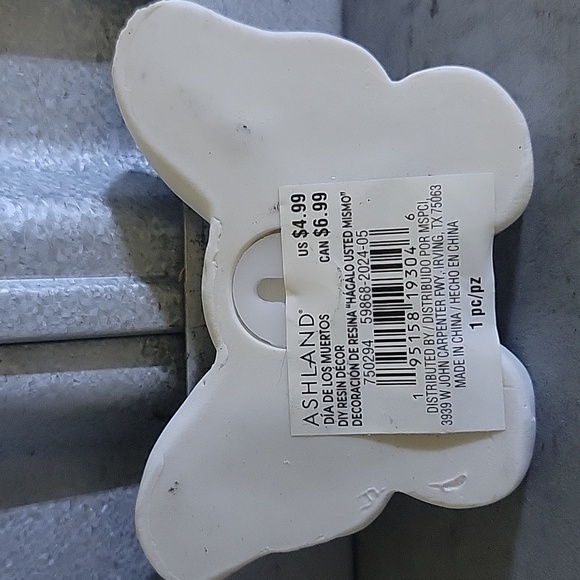 ASHLAND®
US $4.99
DÍA DE LOS MUERTOS
CAN $6.99
DIY RESIN DÉCOR
DECORACIÓN DE RESINA "HÁGALO USTED MISMO"
750294 59868-2024-05
1 95158 19304 6
DISTRIBUTED BY / DISTRIBUIDO POR MSPCI,
3939 W JOHN CARPENTER FWY., IRVING, TX 75063
MADE IN CHINA / HECHO EN CHINA
1 pc/pz